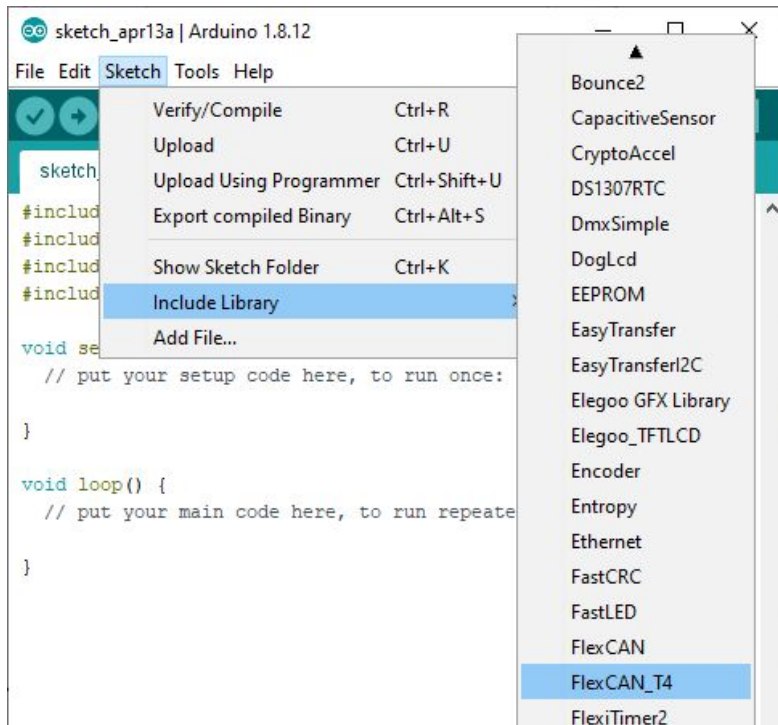 sketch_apr13a | Arduino 1.8.12
File Edit Sketch Tools Help
Verify/Compile Ctrl+R
Upload Ctrl+U
Upload Using Programmer Ctrl+Shift+U
Export compiled Binary Ctrl+Alt+S
Show Sketch Folder Ctrl+K
Include Library
Add File...
sketch_
#includ
#includ
#includ
#includ
void se
// put your setup code here, to run once:
}
void loop() {
// put your main code here, to run repeate
}
Bounce2
CapacitiveSensor
CryptoAccel
DS1307RTC
DmxSimple
DogLcd
EEPROM
EasyTransfer
EasyTransferI2C
Elegoo GFX Library
Elegoo_TFTLCD
Encoder
Entropy
Ethernet
FastCRC
FastLED
FlexCAN
FlexCAN_T4
FlexiTimer2